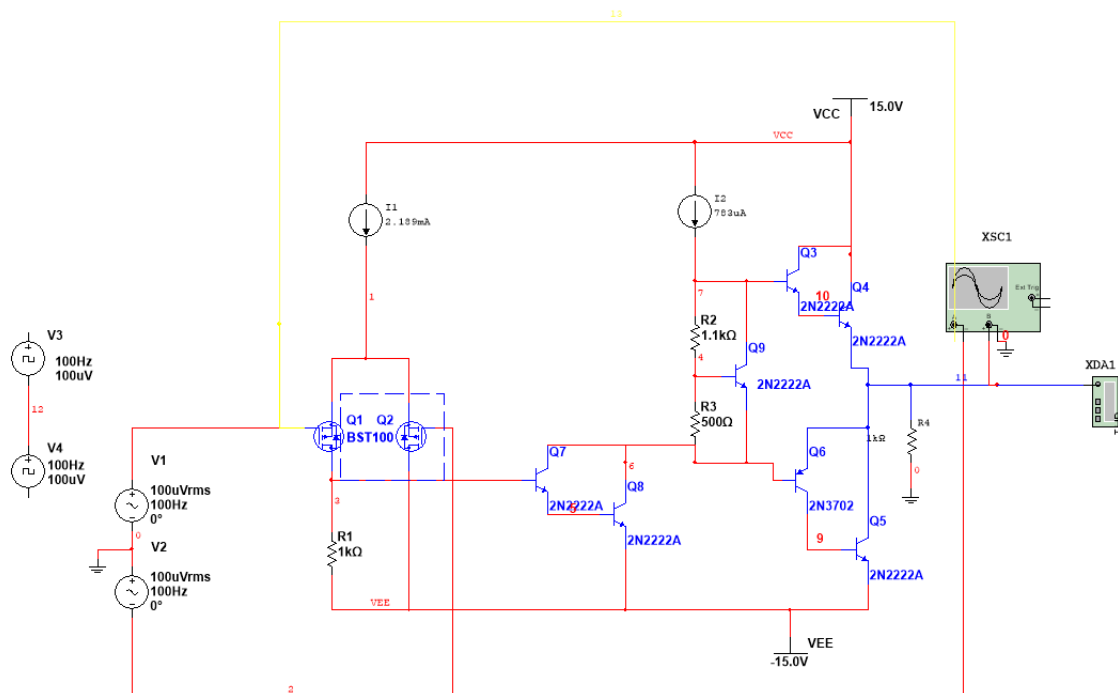 11
VCC
15.0V
VCC
I1
2.189mA
I2
783uA
XSC1
Ext Trig
A
B
0
1
7
Q3
10
Q4
2N2222A
2N2222A
R2
1.1kΩ
4
Q9
2N2222A
11
XDA1
V3
100Hz
100uV
12
V4
100Hz
100uV
Q1
Q2
BST100
R3
500Ω
1kΩ
R4
0
V1
100uVrms
100Hz
0°
0
V2
100uVrms
100Hz
0°
3
R1
1kΩ
Q7
6
Q8
2N2222A
2N2222A
Q6
2N3702
9
Q5
2N2222A
VEE
VEE
-15.0V
2